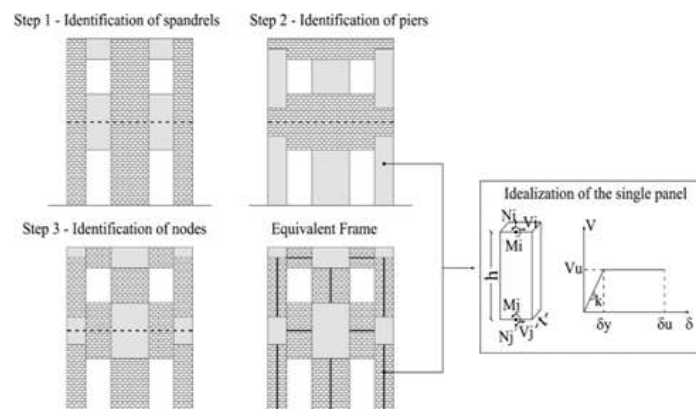 Step 1 - Identification of spandrels
Step 2 - Identification of piers
Step 3 - Identification of nodes
Equivalent Frame
Idealization of the single panel
Ni
Vi
Mi
h
Mj
Nj
Vj
t
V
Vu
k
δy
δu
δ